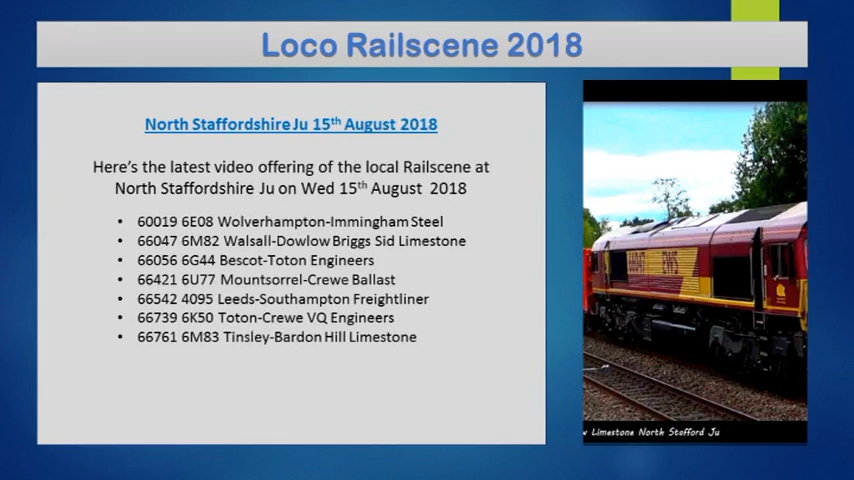 Loco Railscene 2018
North Staffordshire Ju 15th August 2018
Here's the latest video offering of the local Railscene at
North Staffordshire Ju on Wed 15th August 2018
• 60019 6E08 Wolverhampton-Immingham Steel
• 66047 6M82 Walsall-Dowlow Briggs Sid Limestone
• 66056 6G44 Bescot-Toton Engineers
• 66421 6U77 Mountsorrel-Crewe Ballast
• 66542 4095 Leeds-Southampton Freightliner
• 66739 6K50 Toton-Crewe VQ Engineers
• 66761 6M83 Tinsley-Bardon Hill Limestone
66047 EWS
w Limestone North Stafford Ju